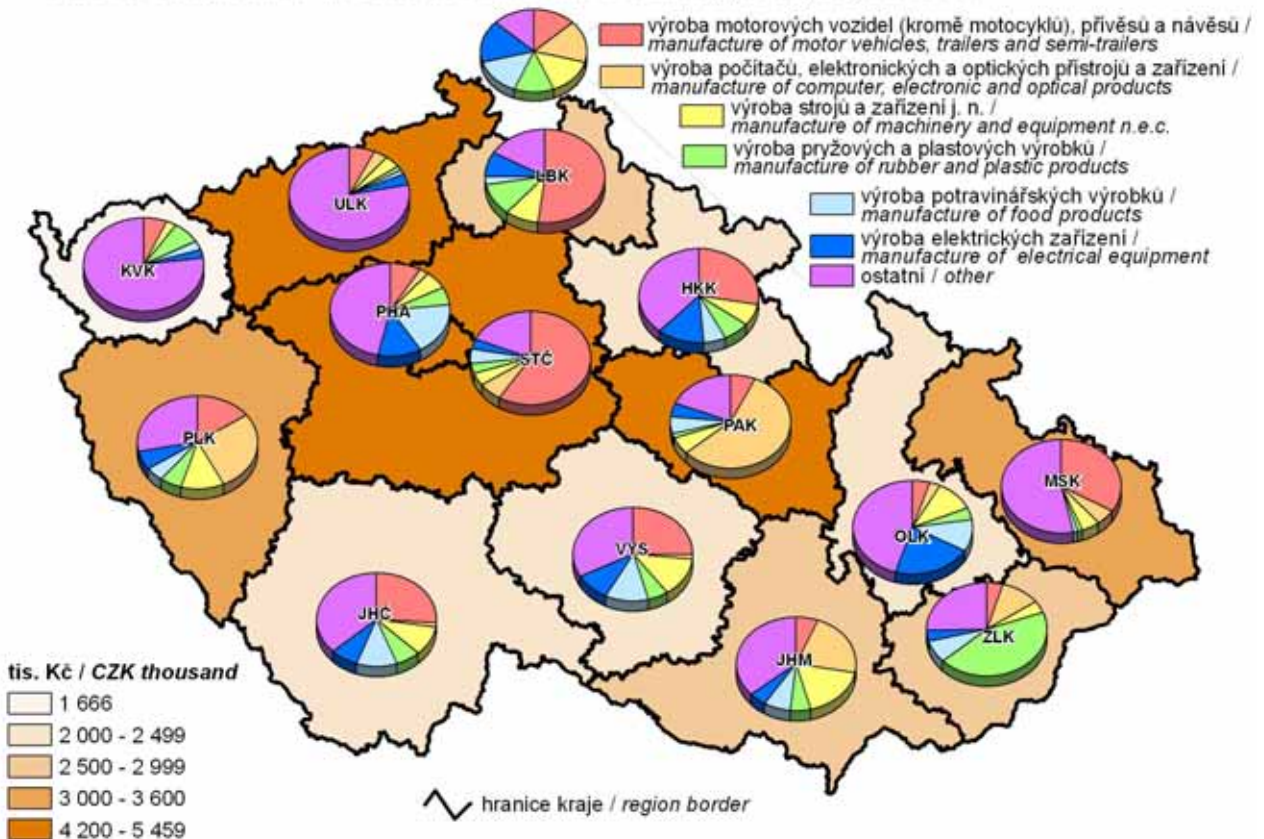 výroba motorových vozidel (kromě motocyklů), přívěsů a návěsů /
manufacture of motor vehicles, trailers and semi-trailers
výroba počítačů, elektronických a optických přístrojů a zařízení /
manufacture of computer, electronic and optical products
výroba strojů a zařízení j. n. /
manufacture of machinery and equipment n.e.c.
výroba pryžových a plastových výrobků /
manufacture of rubber and plastic products
výroba potravinářských výrobků /
manufacture of food products
výroba elektrických zařízení /
manufacture of electrical equipment
ostatní / other
LBK
ULK
KVK
HKK
PHA
STČ
PAK
PLK
MSK
OLK
VYS
JHČ
ZLK
JHM
tis. Kč / CZK thousand
1 666
2 000 - 2 499
2 500 - 2 999
3 000 - 3 600
4 200 - 5 459
hranice kraje / region border